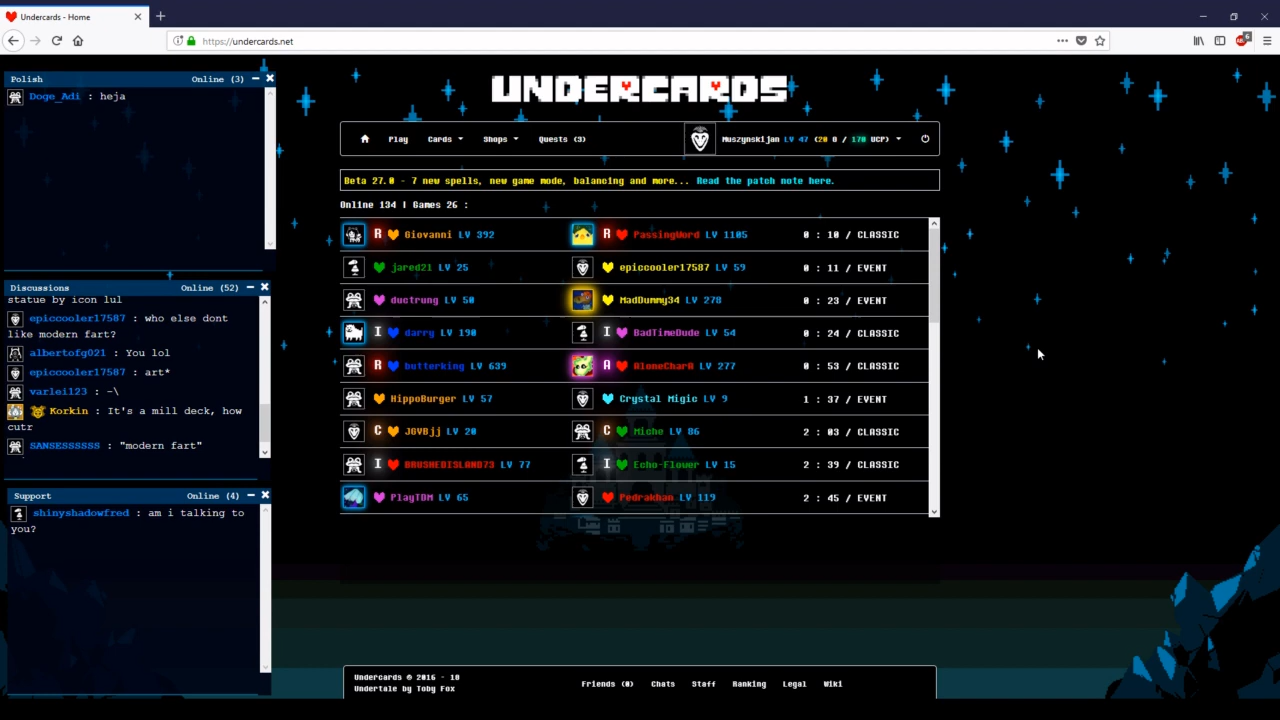 Undercards - Home
https://undercards.net
6
Polish Online (3)
Doge_Adi : heja
Discussions Online (52)
statue by icon lul
epiccooler17587 : who else dont
like modern fart?
albertofg021 : You lol
epiccooler17587 : art*
varlei123 : -\
Korkin : It's a mill deck, how
cutr
SANSESSSSSS : "modern fart"
Support Online (4)
shinyshadowfred : am i talking to
you?
UNDERCARDS
Play Cards Shops Quests (3) Muszynskijan LV 47 (20 0 / 170 UCP)
Beta 27.0 - 7 new spells, new game mode, balancing and more... Read the patch note here.
Online 134 | Games 26 :
R Giovanni LV 392 R PassingWord LV 1105 0 : 10 / CLASSIC
jared21 LV 25 epiccooler17587 LV 59 0 : 11 / EVENT
ductrung LV 50 MadDummy34 LV 278 0 : 23 / EVENT
I darry LV 190 I BadTimeDude LV 54 0 : 24 / CLASSIC
R butterking LV 639 A AloneCharA LV 277 0 : 53 / CLASSIC
HippoBurger LV 57 Crystal Migic LV 9 1 : 37 / EVENT
C JGVBjj LV 20 C Miche LV 86 2 : 03 / CLASSIC
I BRUSHEDISLAND73 LV 77 I Echo-Flower LV 15 2 : 39 / CLASSIC
PlayTDM LV 65 Pedrakhan LV 119 2 : 45 / EVENT
Undercards © 2016 - 18
Undertale by Toby Fox
Friends (0) Chats Staff Ranking Legal Wiki